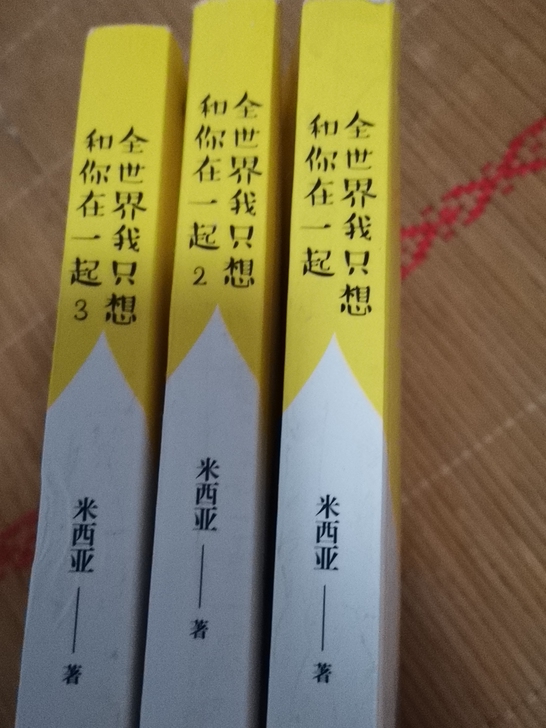 全世界我只想
和你在一起3
米西亚——著
全世界我只想
和你在一起2
米西亚——著
全世界我只想
和你在一起
米西亚——著